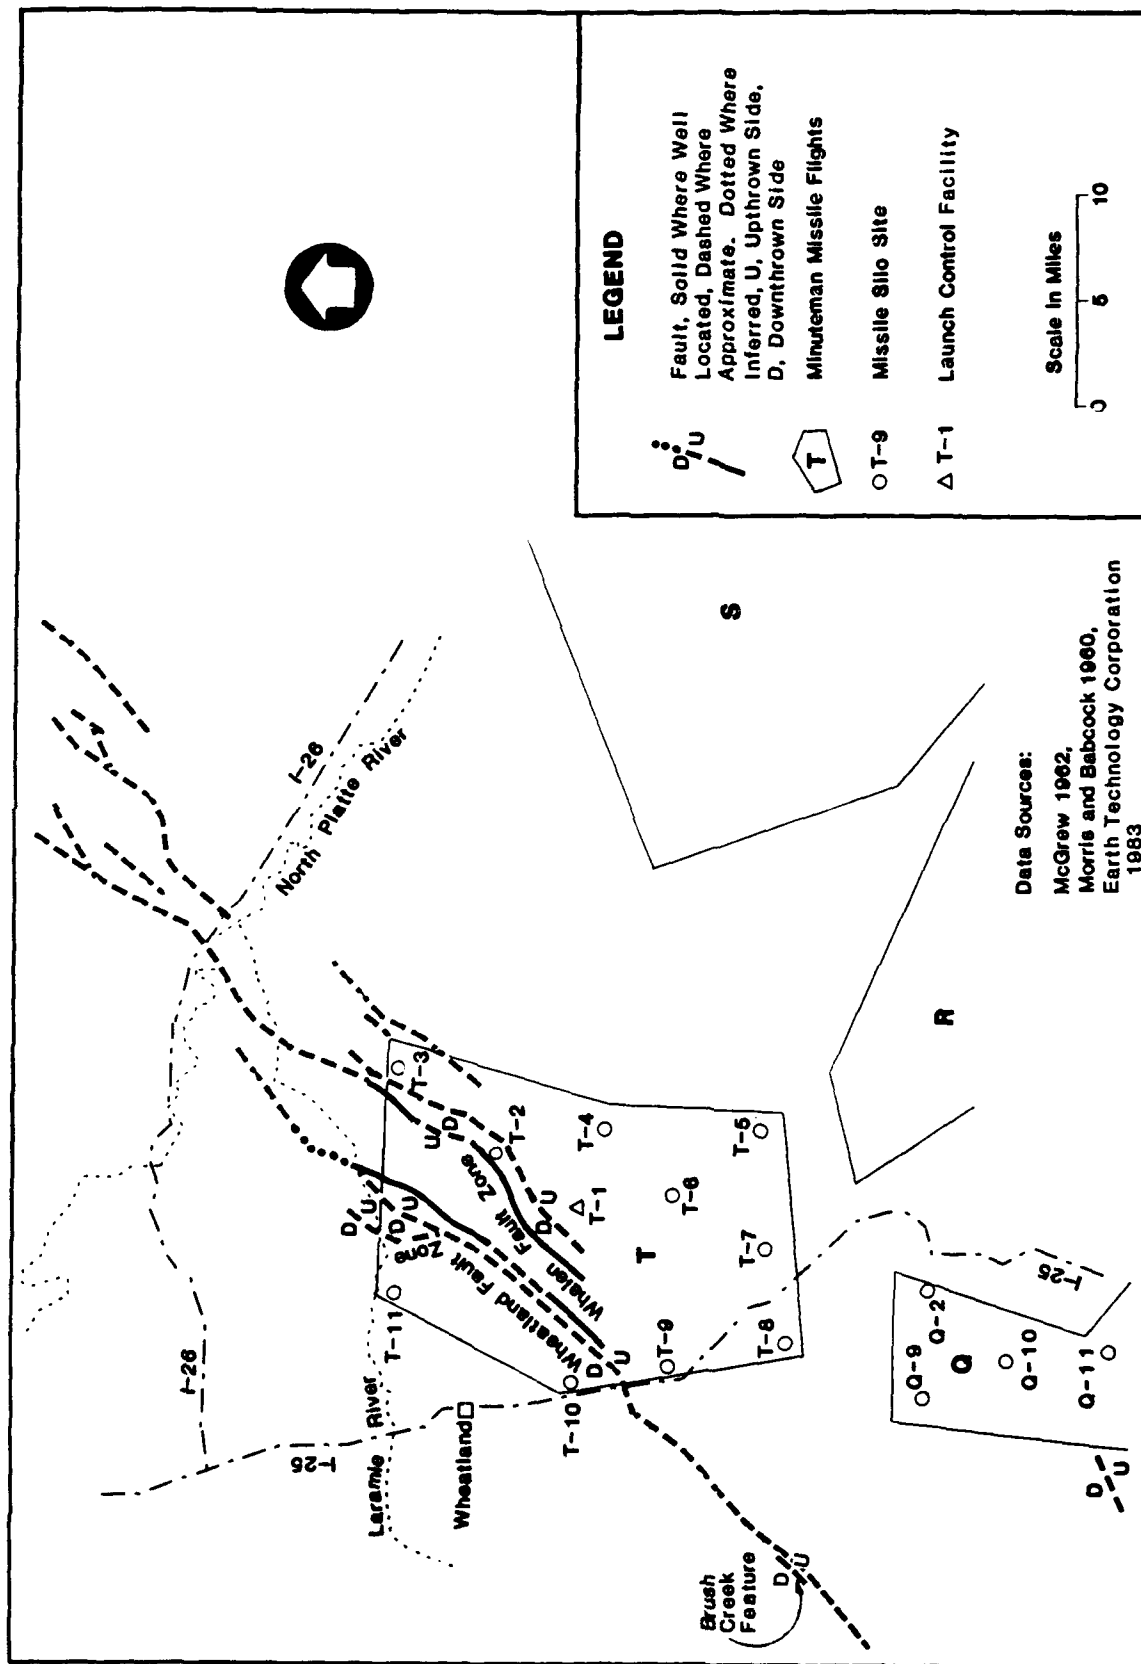 I-26
North Platte River
I-26
T-25
Laramie River
Wheatland
T-11
T-3
D
U
D
U
Wheatland Fault Zone
U
D
Whalen Fault Zone
T-2
D
U
T-1
T-4
T-10
D
U
T-9
T
T-6
T-5
T-7
T-8
Brush
Creek
Feature
D
U
T-25
Q-9
Q-2
Q
Q-10
Q-11
D
U
R
S
Data Sources:
McGrew 1962,
Morris and Babcock 1960,
Earth Technology Corporation
1983
LEGEND
D
U
Fault, Solid Where Well
Located, Dashed Where
Approximate. Dotted Where
Inferred, U, Upthrown Side,
D, Downthrown Side
T
Minuteman Missile Flights
T-9
Missile Silo Site
T-1
Launch Control Facility
Scale In Miles
0
5
10